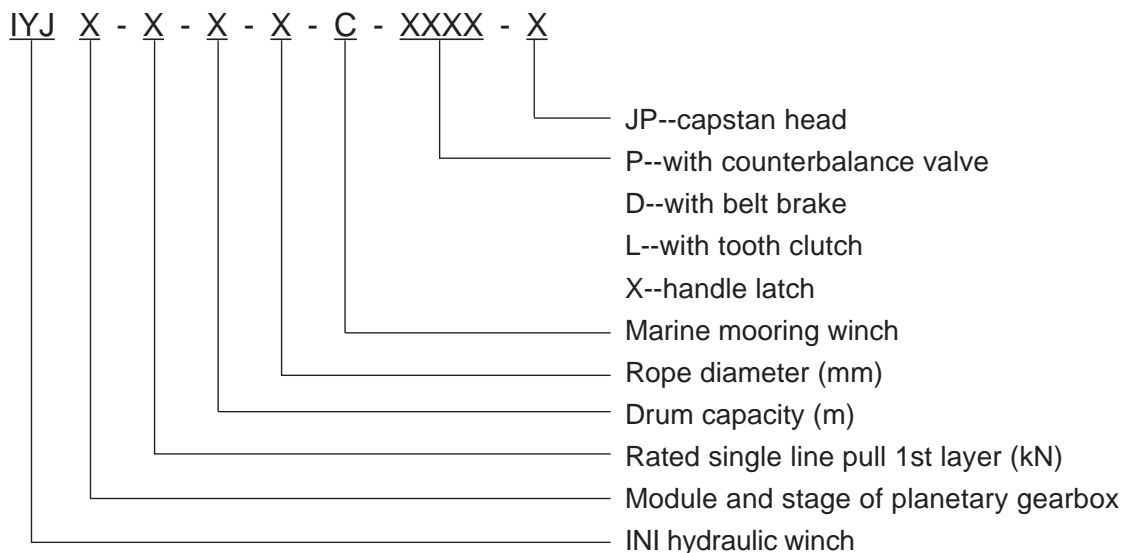 IYJ X - X - X - X - C - XXXX - X
JP--capstan head
P--with counterbalance valve
D--with belt brake
L--with tooth clutch
X--handle latch
Marine mooring winch
Rope diameter (mm)
Drum capacity (m)
Rated single line pull 1st layer (kN)
Module and stage of planetary gearbox
INI hydraulic winch